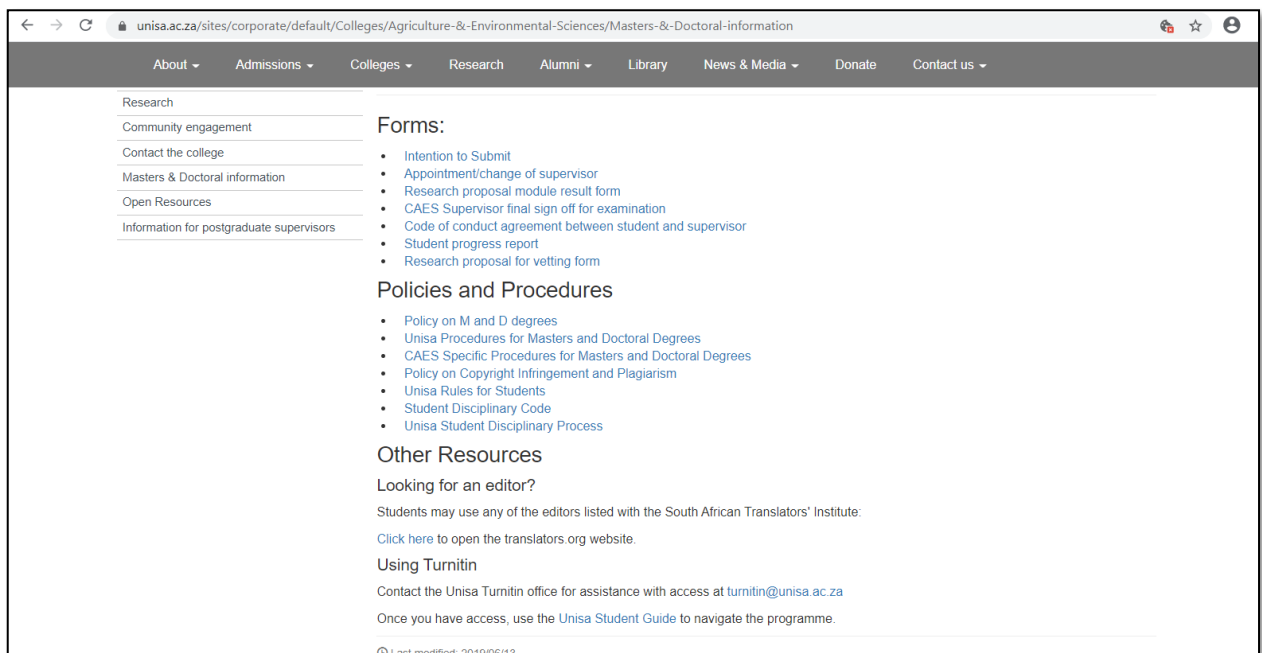 unisa.ac.za/sites/corporate/default/Colleges/Agriculture-&-Environmental-Sciences/Masters-&-Doctoral-information
About Admissions Colleges Research Alumni Library News & Media Donate Contact us
Research
Community engagement
Contact the college
Masters & Doctoral information
Open Resources
Information for postgraduate supervisors
Forms:
• Intention to Submit
• Appointment/change of supervisor
• Research proposal module result form
• CAES Supervisor final sign off for examination
• Code of conduct agreement between student and supervisor
• Student progress report
• Research proposal for vetting form
Policies and Procedures
• Policy on M and D degrees
• Unisa Procedures for Masters and Doctoral Degrees
• CAES Specific Procedures for Masters and Doctoral Degrees
• Policy on Copyright Infringement and Plagiarism
• Unisa Rules for Students
• Student Disciplinary Code
• Unisa Student Disciplinary Process
Other Resources
Looking for an editor?
Students may use any of the editors listed with the South African Translators' Institute:
Click here to open the translators.org website.
Using Turnitin
Contact the Unisa Turnitin office for assistance with access at turnitin@unisa.ac.za
Once you have access, use the Unisa Student Guide to navigate the programme.
Last modified: 2019/06/13